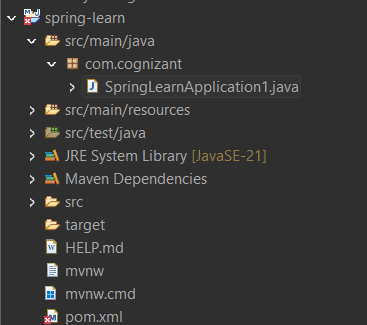 spring-learn
src/main/java
com.cognizant
SpringLearnApplication1.java
src/main/resources
src/test/java
JRE System Library [JavaSE-21]
Maven Dependencies
src
target
HELP.md
mvnw
mvnw.cmd
pom.xml